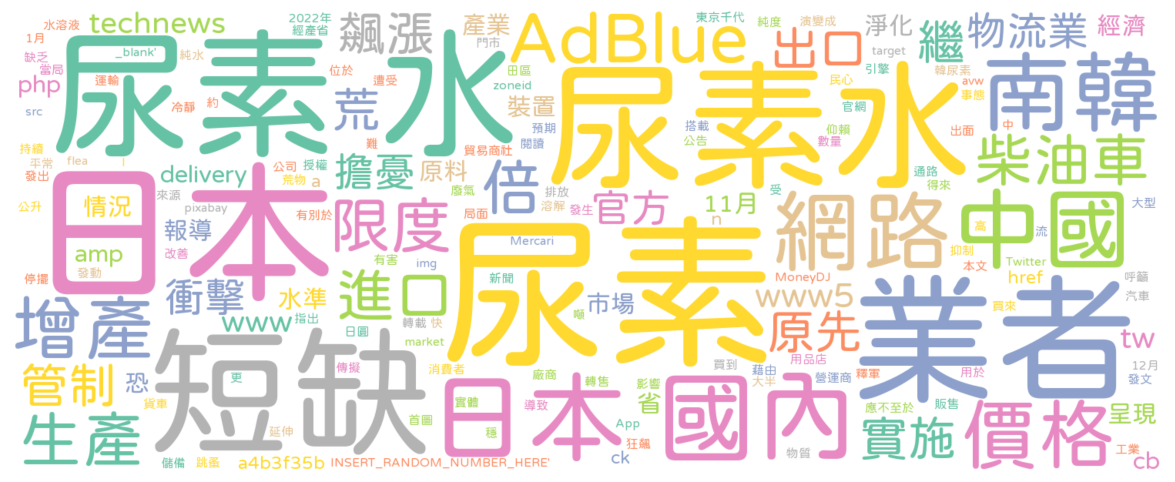 水溶液
technews
2022年
經產省
飆漲
產業
門市
AdBlue
東京千代
田區
純度
演變成
出口
淨化
target
繼
物流業
經濟
1月
缺乏
當局
_blank'
純水
運輸
php
src
冷靜
約
尿素水
位於
遭受
荒
難
引擎
zoneid
裝置
預期
閱讀
尿素水
民心
官網
搭載
公告
仰賴
數量
韓尿素
avw
事態
出面
中
南韓
持續
平常
發出
flea
!
貿易商社
公司
授權
荒物
a
delivery
擔憂
原料
廢氣
倍
排放
溶解
發生
官方
11月
n
通路
得來
受
柴油車
公升
情況
日本
來源
pixabay
有別於
限度
局面
Mercari
網路
中國
高
流
大型
停擺
amp
發動
報導
改善
衝擊
有害
img
進口
新聞
尿素
噸
市場
MoneyDJ
www5
抑制
本文
Twitter
href
買來
呼籲
汽車
增產
水準
www
指出
日圓
轉載
快
market
原先
業者
tw
管制
恐
貨車
短缺
更
傳擬
消費者
廠商
轉售
影響
省
買到
藉由
大半
用品店
營運商
釋單
用於
12月
發文
生產
儲備
跳蚤
延伸
a4b3f35b
首圖
INSERT_RANDOM_NUMBER_HERE'
日本國內
實體
穩
導致
App
狂飆
ck
物質
應不至於
販售
實施
價格
呈現
工業
cb